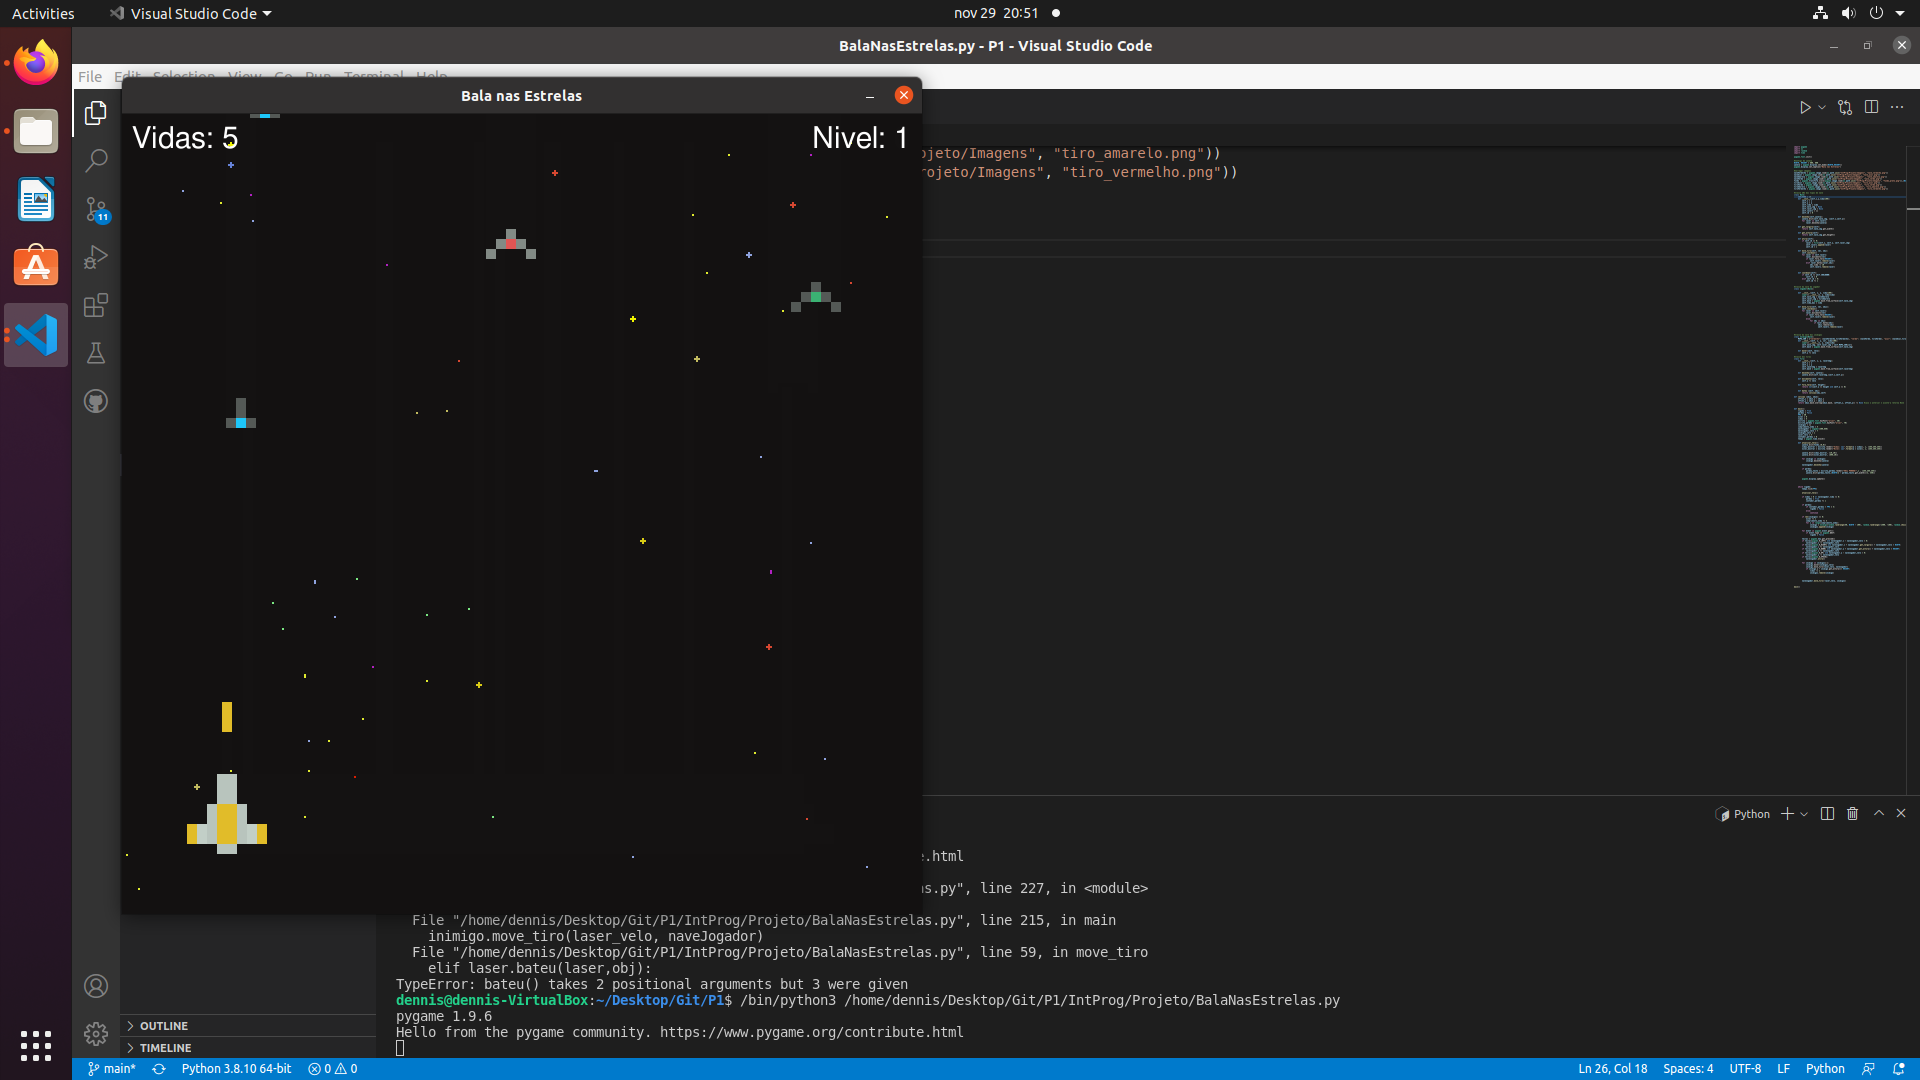 Activities
Visual Studio Code
nov 29 20:51
BalaNasEstrelas.py - P1 - Visual Studio Code
File Edit Selection View Go Run Terminal Help
Bala nas Estrelas
Vidas: 5
Nivel: 1
ojeto/Imagens", "tiro_amarelo.png"))
rojeto/Imagens", "tiro_vermelho.png"))
11
Python
e.html
as.py", line 227, in <module>
File "/home/dennis/Desktop/Git/P1/IntProg/Projeto/BalaNasEstrelas.py", line 215, in main
inimigo.move_tiro(laser_velo, naveJogador)
File "/home/dennis/Desktop/Git/P1/IntProg/Projeto/BalaNasEstrelas.py", line 59, in move_tiro
elif laser.bateu(laser,obj):
TypeError: bateu() takes 2 positional arguments but 3 were given
dennis@dennis-VirtualBox:~/Desktop/Git/P1$ /bin/python3 /home/dennis/Desktop/Git/P1/IntProg/Projeto/BalaNasEstrelas.py
pygame 1.9.6
Hello from the pygame community. https://www.pygame.org/contribute.html
OUTLINE
TIMELINE
main*
Python 3.8.10 64-bit
0
0
Ln 26, Col 18
Spaces: 4
UTF-8
LF
Python